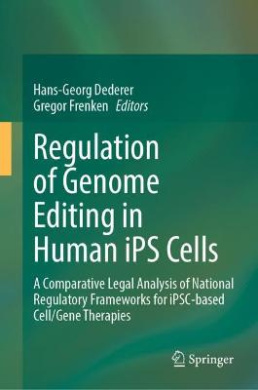 Hans-Georg Dederer
Gregor Frenken Editors
Regulation
of Genome
Editing in
Human iPS Cells
A Comparative Legal Analysis of National
Regulatory Frameworks for iPSC-based
Cell/Gene Therapies
Springer